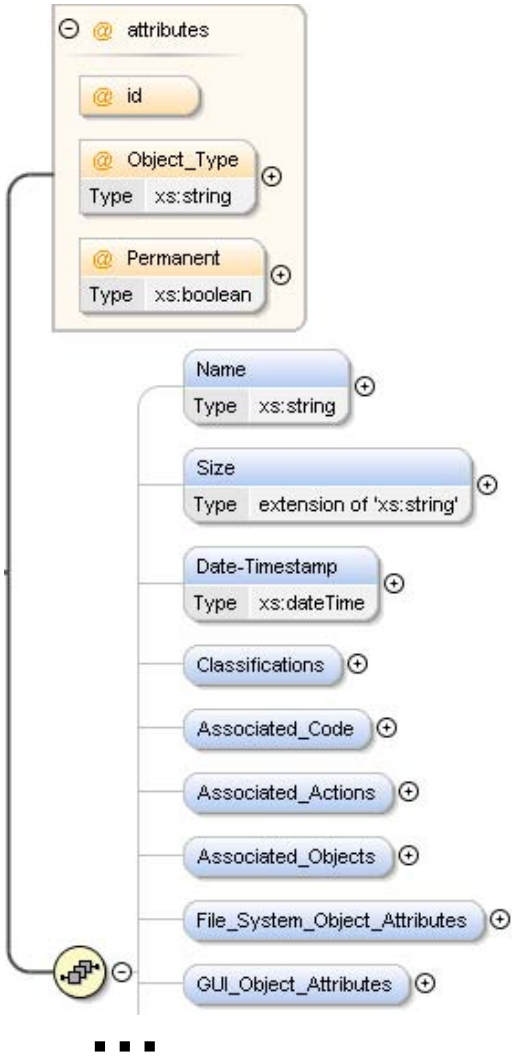 @ attributes
@ id
@ Object_Type
Type xs:string
@ Permanent
Type xs:boolean
Name
Type xs:string
Size
Type extension of 'xs:string'
Date-Timestamp
Type xs:dateTime
Classifications
Associated_Code
Associated_Actions
Associated_Objects
File_System_Object_Attributes
GUI_Object_Attributes
...